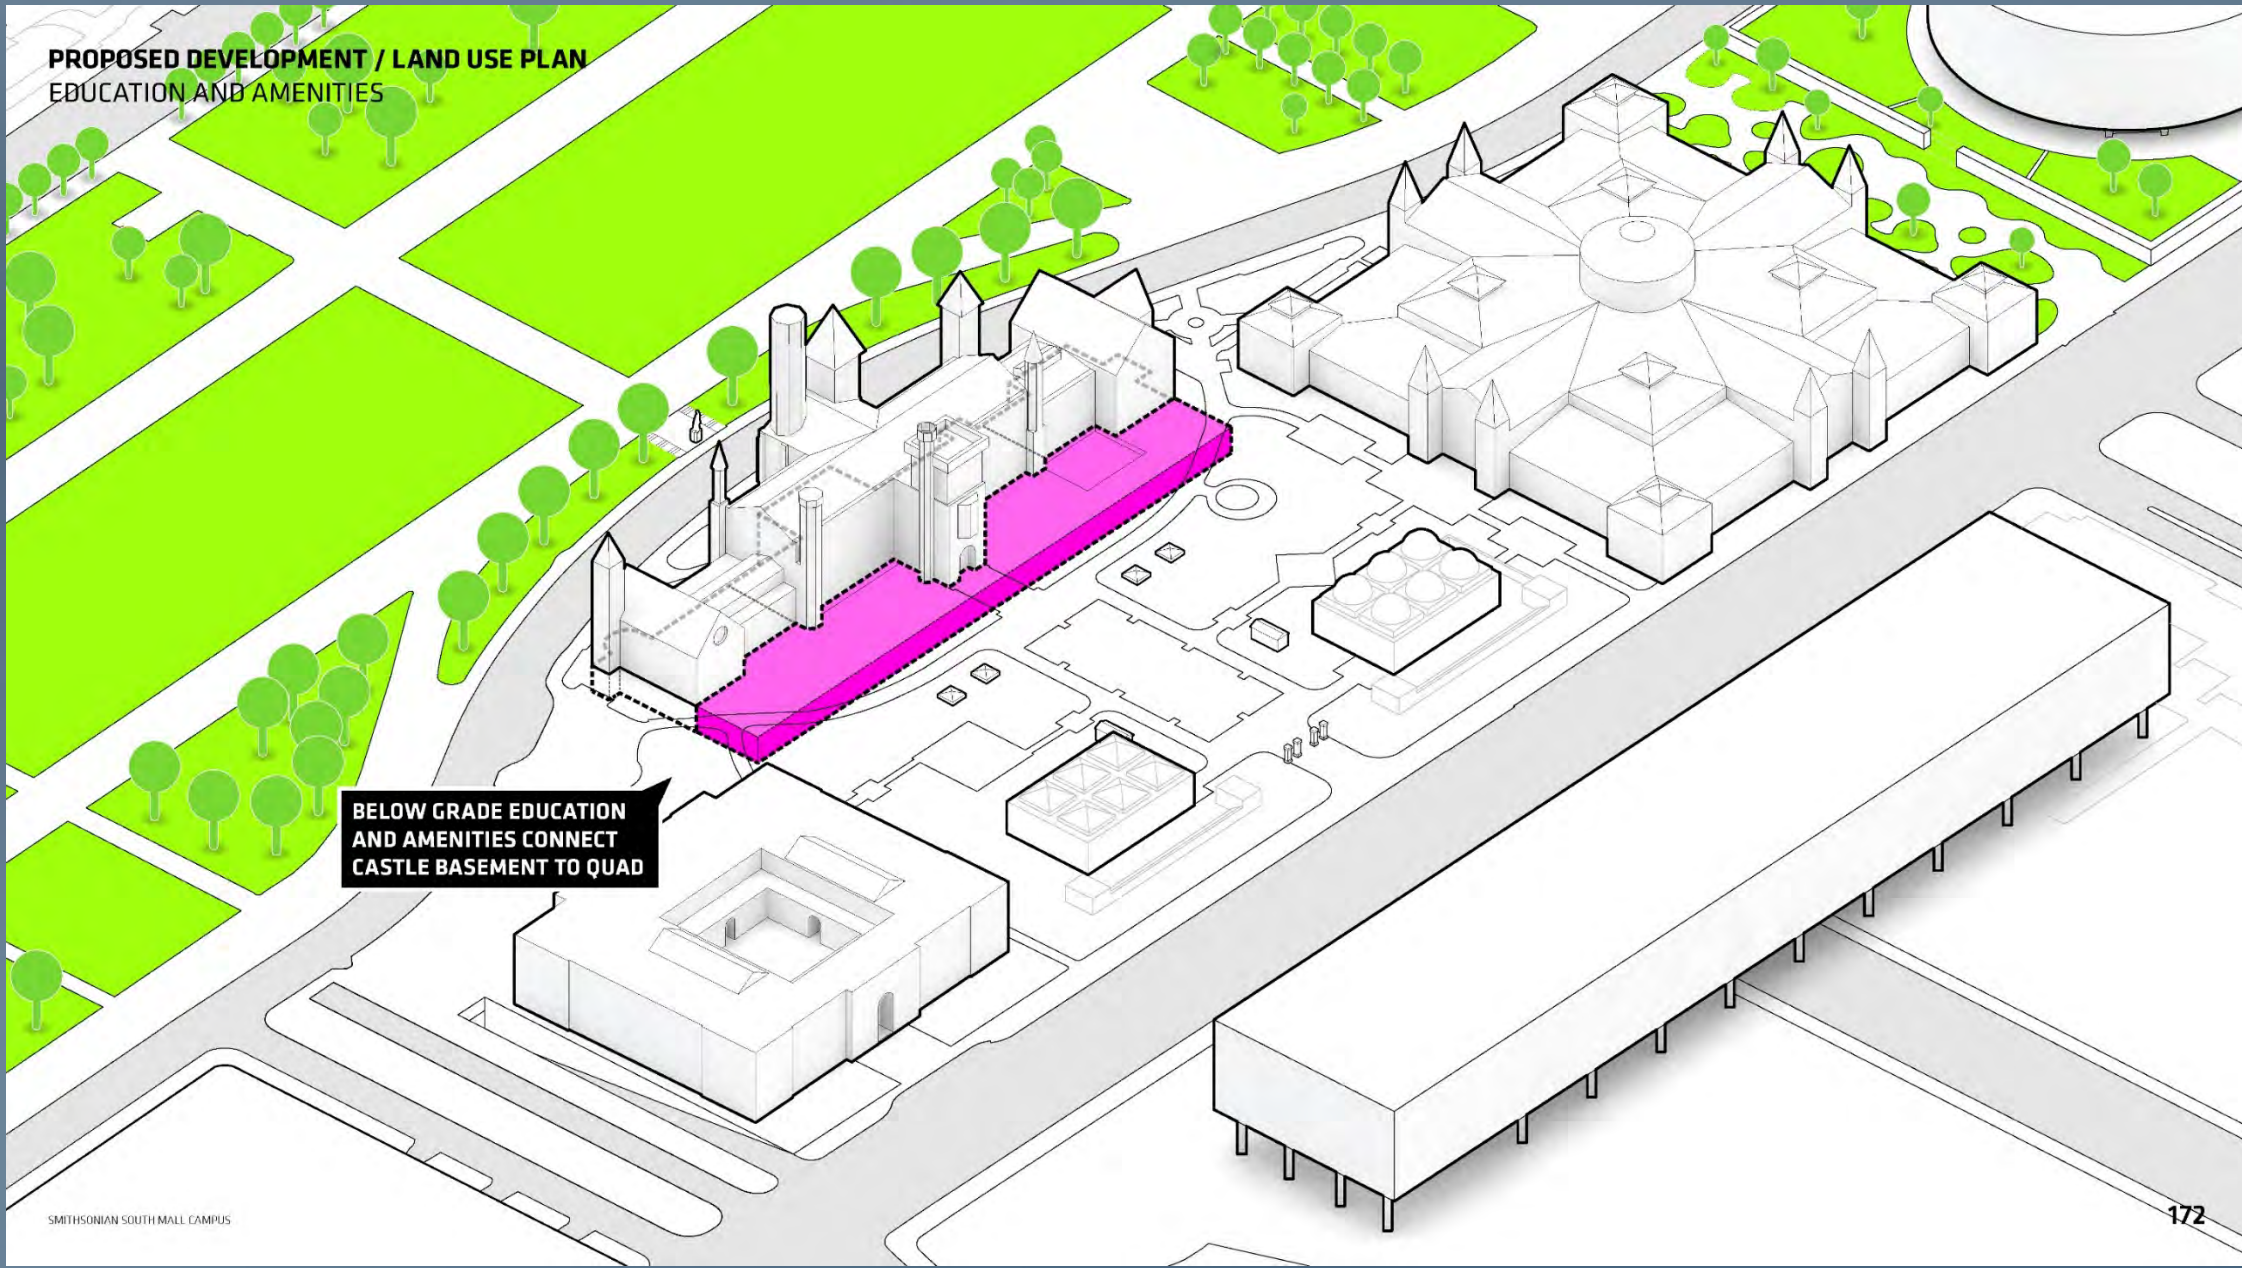 PROPOSED DEVELOPMENT / LAND USE PLAN
EDUCATION AND AMENITIES
BELOW GRADE EDUCATION
AND AMENITIES CONNECT
CASTLE BASEMENT TO QUAD
SMITHSONIAN SOUTH MALL CAMPUS
172